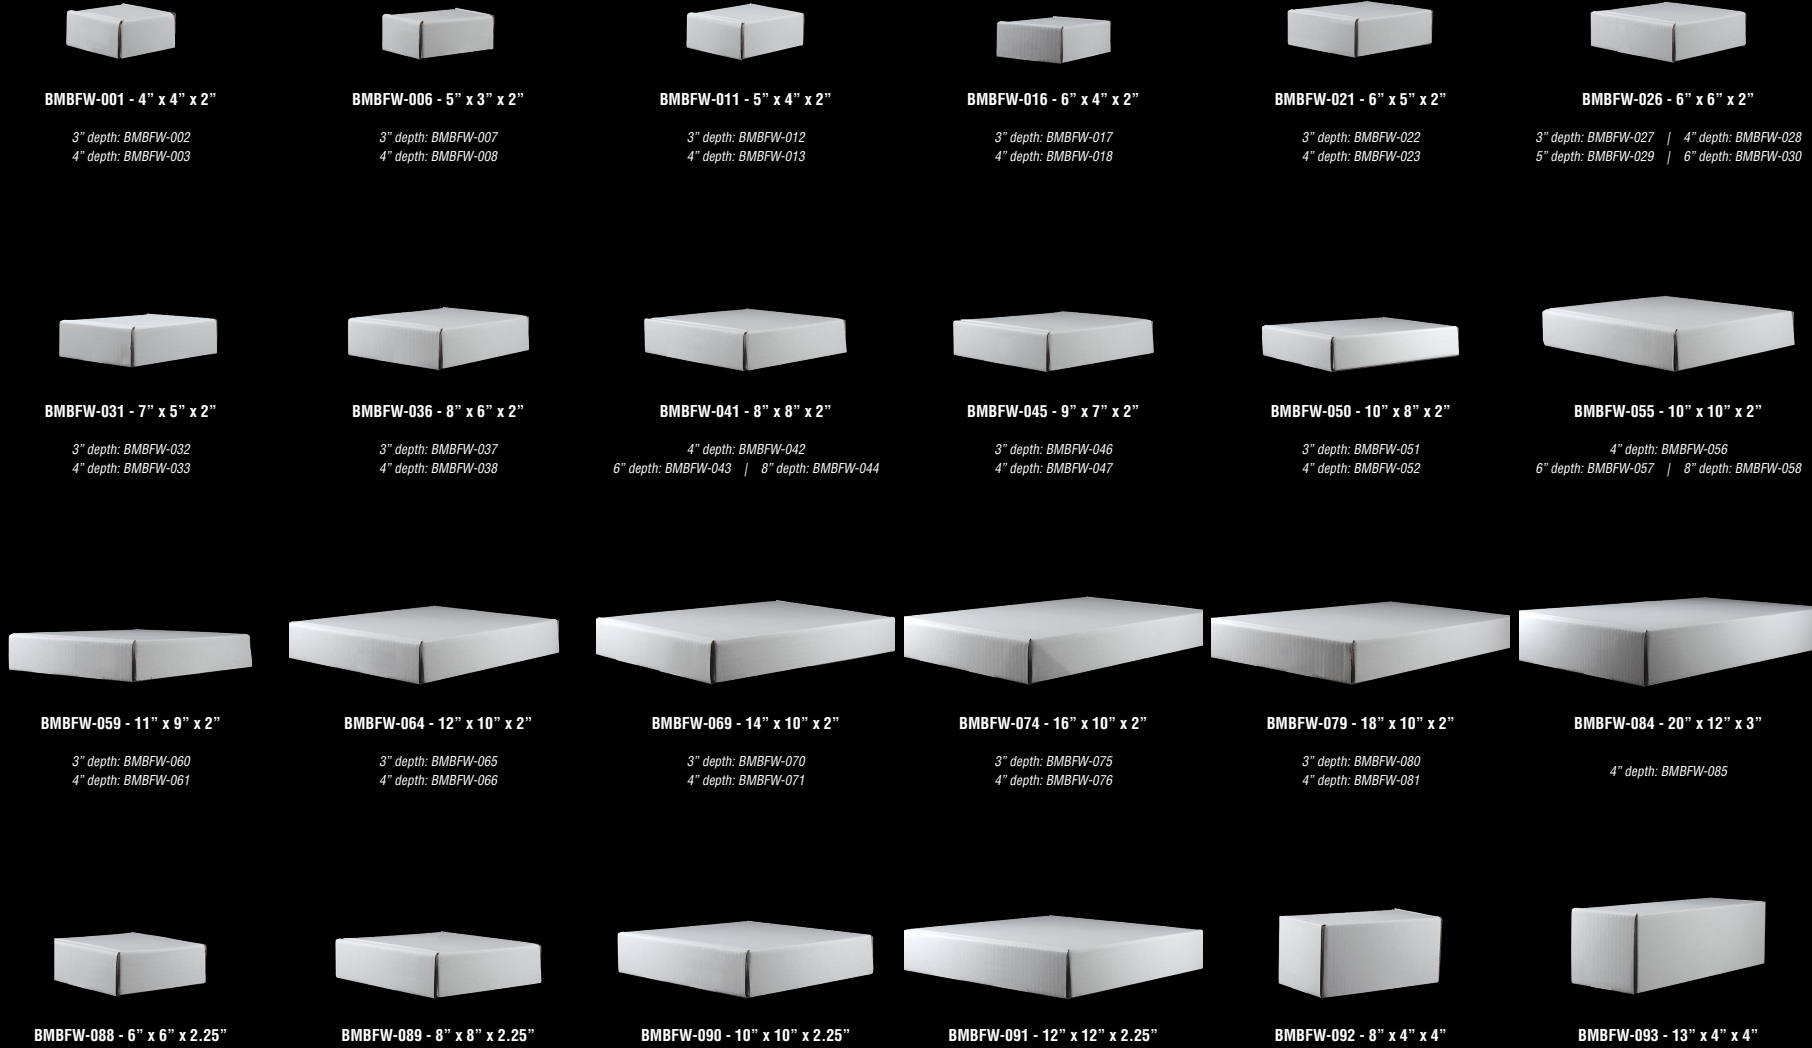 BMBFW-001 - 4” x 4” x 2”
3” depth: BMBFW-002
4” depth: BMBFW-003
BMBFW-006 - 5” x 3” x 2”
3” depth: BMBFW-007
4” depth: BMBFW-008
BMBFW-011 - 5” x 4” x 2”
3” depth: BMBFW-012
4” depth: BMBFW-013
BMBFW-016 - 6” x 4” x 2”
3” depth: BMBFW-017
4” depth: BMBFW-018
BMBFW-021 - 6” x 5” x 2”
3” depth: BMBFW-022
4” depth: BMBFW-023
BMBFW-026 - 6” x 6” x 2”
3” depth: BMBFW-027 | 4” depth: BMBFW-028
5” depth: BMBFW-029 | 6” depth: BMBFW-030
BMBFW-031 - 7” x 5” x 2”
3” depth: BMBFW-032
4” depth: BMBFW-033
BMBFW-036 - 8” x 6” x 2”
3” depth: BMBFW-037
4” depth: BMBFW-038
BMBFW-041 - 8” x 8” x 2”
4” depth: BMBFW-042
6” depth: BMBFW-043 | 8” depth: BMBFW-044
BMBFW-045 - 9” x 7” x 2”
3” depth: BMBFW-046
4” depth: BMBFW-047
BMBFW-050 - 10” x 8” x 2”
3” depth: BMBFW-051
4” depth: BMBFW-052
BMBFW-055 - 10” x 10” x 2”
4” depth: BMBFW-056
6” depth: BMBFW-057 | 8” depth: BMBFW-058
BMBFW-059 - 11” x 9” x 2”
3” depth: BMBFW-060
4” depth: BMBFW-061
BMBFW-064 - 12” x 10” x 2”
3” depth: BMBFW-065
4” depth: BMBFW-066
BMBFW-069 - 14” x 10” x 2”
3” depth: BMBFW-070
4” depth: BMBFW-071
BMBFW-074 - 16” x 10” x 2”
3” depth: BMBFW-075
4” depth: BMBFW-076
BMBFW-079 - 18” x 10” x 2”
3” depth: BMBFW-080
4” depth: BMBFW-081
BMBFW-084 - 20” x 12” x 3”
4” depth: BMBFW-085
BMBFW-088 - 6” x 6” x 2.25”
BMBFW-089 - 8” x 8” x 2.25”
BMBFW-090 - 10” x 10” x 2.25”
BMBFW-091 - 12” x 12” x 2.25”
BMBFW-092 - 8” x 4” x 4”
BMBFW-093 - 13” x 4” x 4”